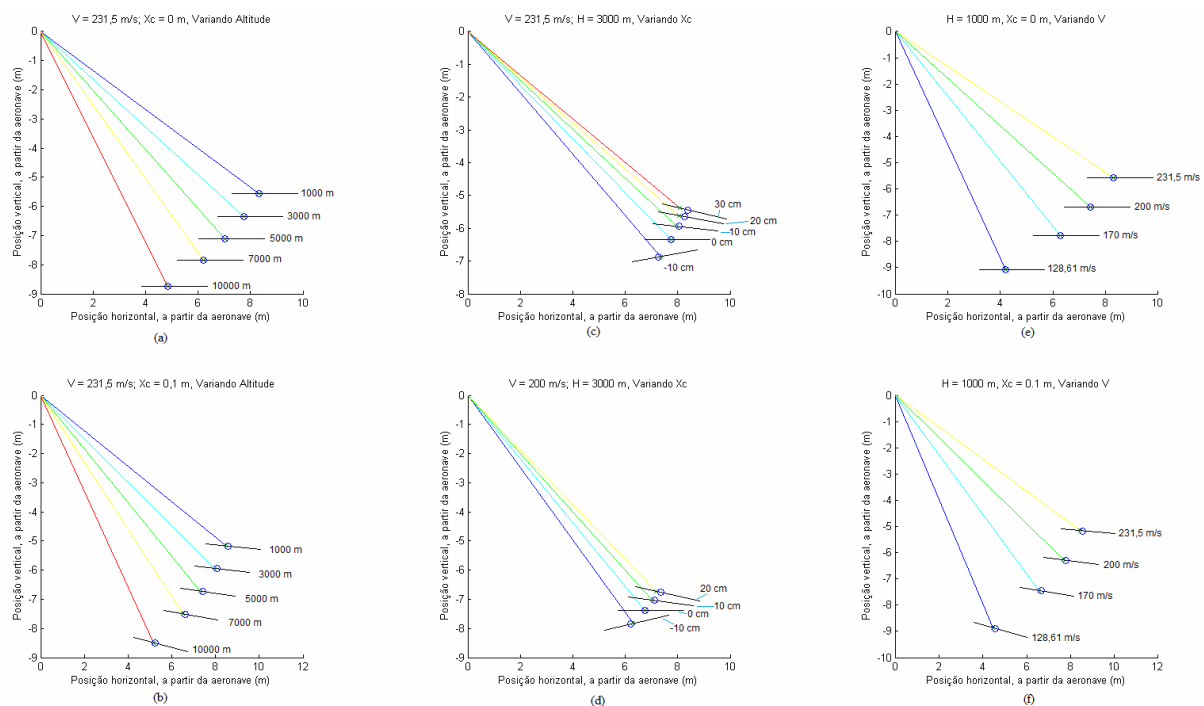 V = 231,5 m/s; Xc = 0 m, Variando Altitude
0
-1
-2
-3
-4
-5
-6
-7
-8
-9
Posição vertical, a partir da aeronave (m)
1000 m
3000 m
5000 m
7000 m
10000 m
0 2 4 6 8 10
Posição horizontal, a partir da aeronave (m)
(a)
V = 231,5 m/s; H = 3000 m, Variando Xc
0
-1
-2
-3
-4
-5
-6
-7
-8
Posição vertical, a partir da aeronave (m)
30 cm
20 cm
10 cm
0 cm
-10 cm
0 2 4 6 8 10
Posição horizontal, a partir da aeronave (m)
(c)
H = 1000 m, Xc = 0 m, Variando V
0
-1
-2
-3
-4
-5
-6
-7
-8
-9
-10
Posição vertical, a partir da aeronave (m)
231,5 m/s
200 m/s
170 m/s
128,61 m/s
0 2 4 6 8 10
Posição horizontal, a partir da aeronave (m)
(e)
V = 231,5 m/s; Xc = 0,1 m, Variando Altitude
0
-1
-2
-3
-4
-5
-6
-7
-8
-9
Posição vertical, a partir da aeronave (m)
1000 m
3000 m
5000 m
7000 m
10000 m
0 2 4 6 8 10 12
Posição horizontal, a partir da aeronave (m)
(b)
V = 200 m/s; H = 3000 m, Variando Xc
0
-1
-2
-3
-4
-5
-6
-7
-8
-9
Posição vertical, a partir da aeronave (m)
20 cm
10 cm
0 cm
-10 cm
0 2 4 6 8 10
Posição horizontal, a partir da aeronave (m)
(d)
H = 1000 m, Xc = 0.1 m, Variando V
0
-1
-2
-3
-4
-5
-6
-7
-8
-9
-10
Posição vertical, a partir da aeronave (m)
231,5 m/s
200 m/s
170 m/s
128,61 m/s
0 2 4 6 8 10 12
Posição horizontal, a partir da aeronave (m)
(f)